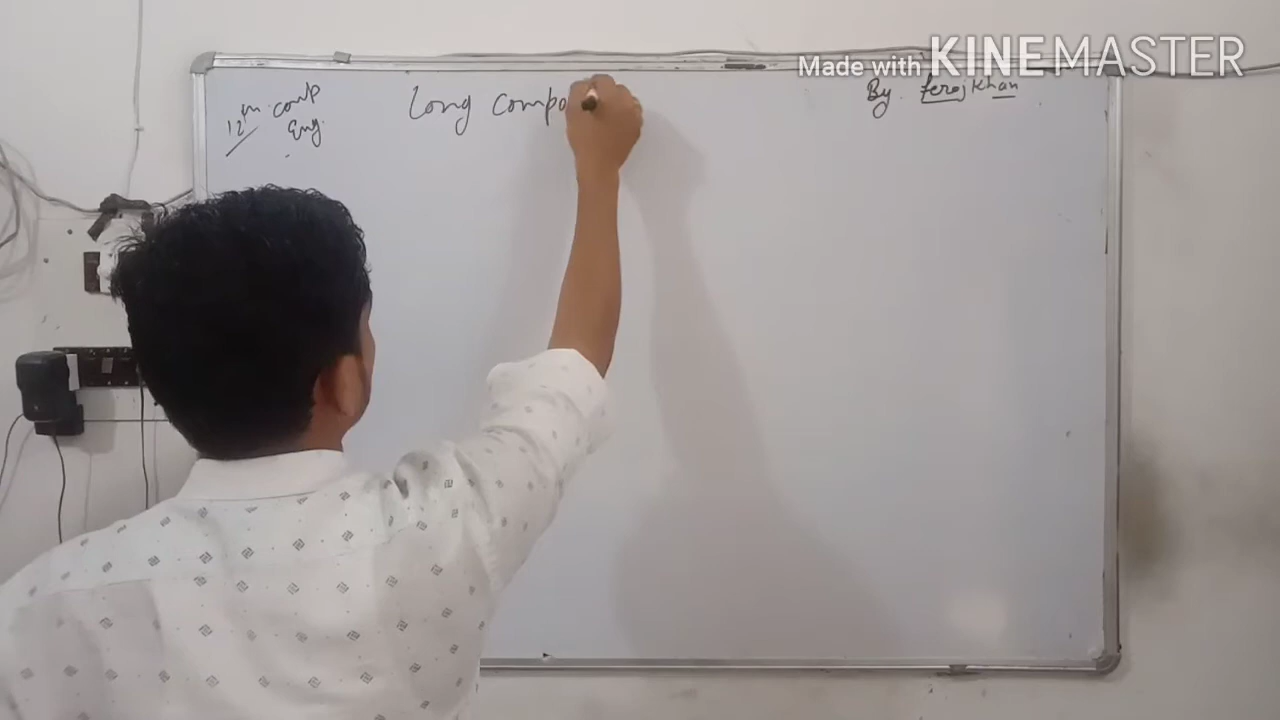 Made with KINEMASTER
12th comp
Eng.
Long compo
By. feroj khan